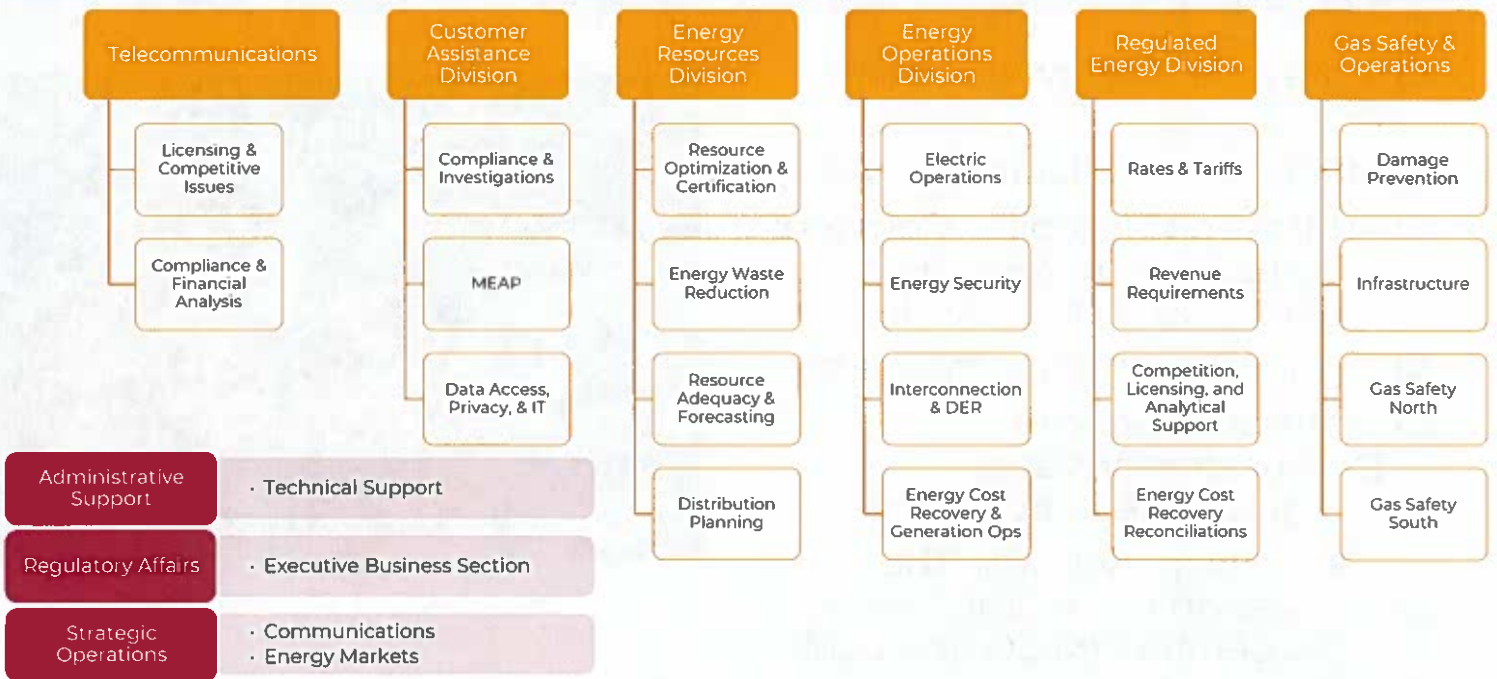 Telecommunications
Licensing &
Competitive
Issues
Compliance &
Financial
Analysis
Customer
Assistance
Division
Compliance &
Investigations
MEAP
Data Access,
Privacy, & IT
Energy
Resources
Division
Resource
Optimization &
Certification
Energy Waste
Reduction
Resource
Adequacy &
Forecasting
Distribution
Planning
Energy
Operations
Division
Electric
Operations
Energy Security
Interconnection
& DER
Energy Cost
Recovery &
Generation Ops
Regulated
Energy Division
Rates & Tariffs
Revenue
Requirements
Competition,
Licensing, and
Analytical
Support
Energy Cost
Recovery
Reconciliations
Gas Safety &
Operations
Damage
Prevention
Infrastructure
Gas Safety
North
Gas Safety
South
Administrative
Support
· Technical Support
Regulatory Affairs
· Executive Business Section
Strategic
Operations
· Communications
· Energy Markets